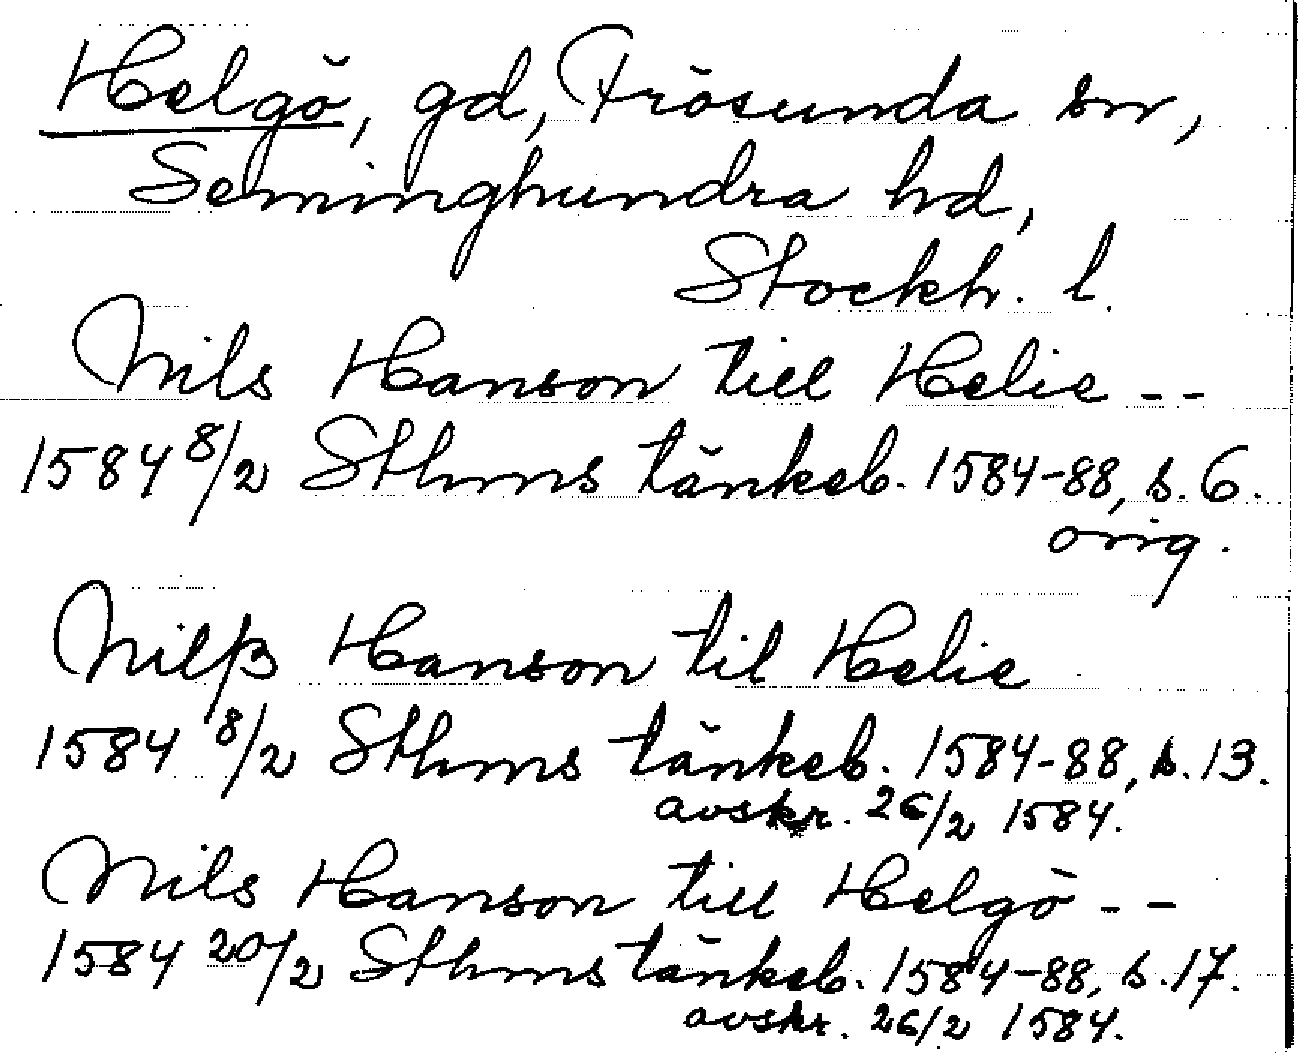 Helgö, gd, Frösunda sn,
Seminghundra hd,
Stockh. l.
Nils Hanson till Helie --
1584 8/2 Sthms tänkeb. 1584-88, s. 6.
orig.
Nilß Hanson til Helie
1584 8/2 Sthms tänkeb. 1584-88, s. 13.
avskr. 26/2 1584.
Nils Hanson till Helgö --
1584 20/2 Sthms tänkeb. 1584-88, s. 17.
avskr. 26/2 1584.